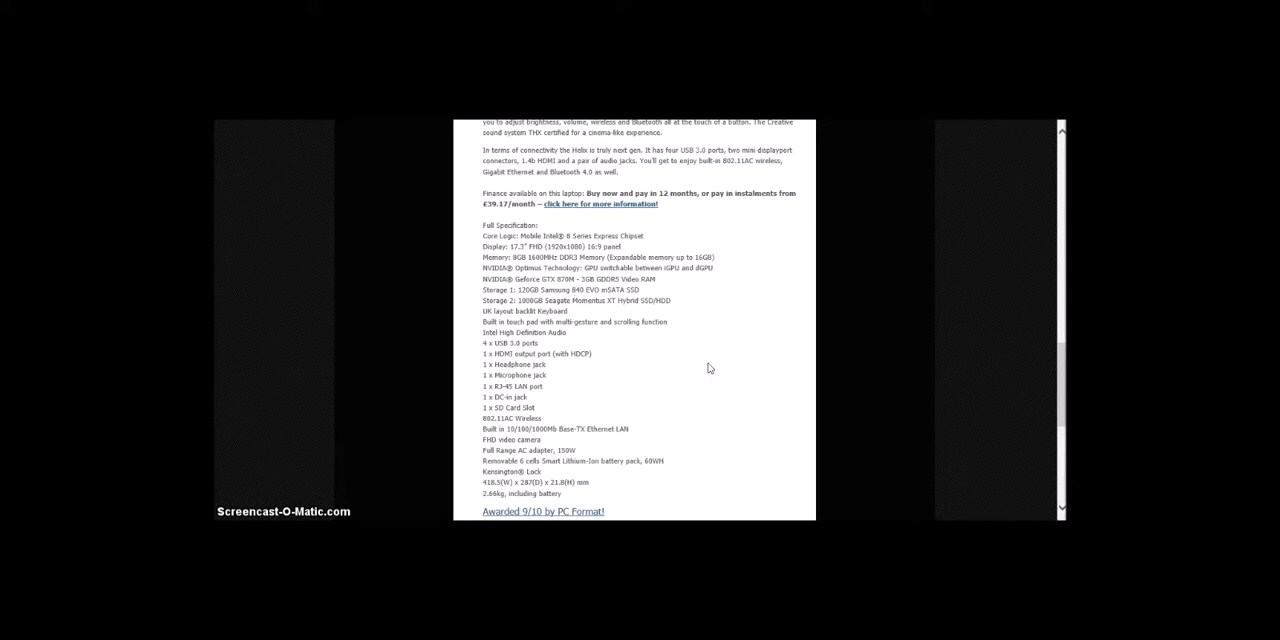 you to adjust brightness, volume, wireless and Bluetooth all at the touch of a button. The Creative
sound system THX certified for a cinema-like experience.
In terms of connectivity the Helix is truly next gen. It has four USB 3.0 ports, two mini displayport
connectors, 1.4b HDMI and a pair of audio jacks. You'll get to enjoy built-in 802.11AC wireless,
Gigabit Ethernet and Bluetooth 4.0 as well.
Finance available on this laptop: Buy now and pay in 12 months, or pay in instalments from
£39.17/month – click here for more information!
Full Specification:
Core Logic: Mobile Intel® 8 Series Express Chipset
Display: 17.3" FHD (1920x1080) 16:9 panel
Memory: 8GB 1600MHz DDR3 Memory (Expandable memory up to 16GB)
NVIDIA® Optimus Technology: GPU switchable between iGPU and dGPU
NVIDIA® Geforce GTX 870M - 3GB GDDR5 Video RAM
Storage 1: 120GB Samsung 840 EVO mSATA SSD
Storage 2: 1000GB Seagate Momentus XT Hybrid SSD/HDD
UK layout backlit Keyboard
Built in touch pad with multi-gesture and scrolling function
Intel High Definition Audio
4 x USB 3.0 ports
1 x HDMI output port (with HDCP)
1 x Headphone jack
1 x Microphone jack
1 x RJ-45 LAN port
1 x DC-in jack
1 x SD Card Slot
802.11AC Wireless
Built in 10/100/1000Mb Base-TX Ethernet LAN
FHD video camera
Full Range AC adapter, 150W
Removable 6 cells Smart Lithium-Ion battery pack, 60WH
Kensington® Lock
418.5(W) x 287(D) x 21.8(H) mm
2.66kg, including battery
Awarded 9/10 by PC Format!
Screencast-O-Matic.com